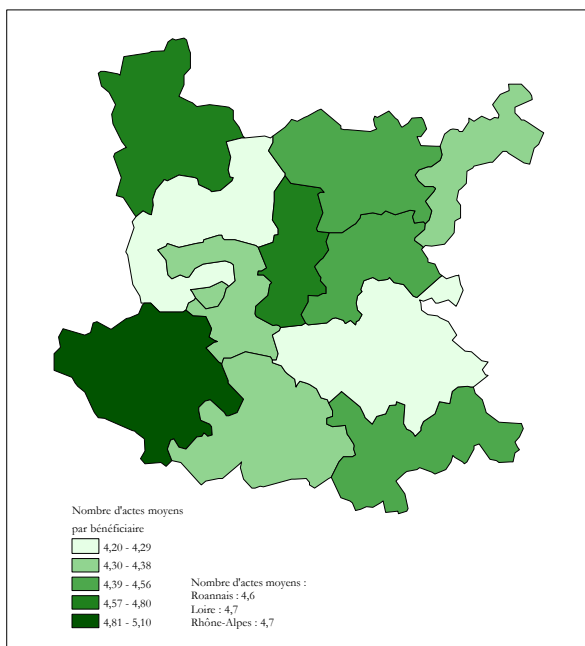 Nombre d'actes moyens
par bénéficiaire
4,20 - 4,29
4,30 - 4,38
4,39 - 4,56
4,57 - 4,80
4,81 - 5,10
Nombre d'actes moyens :
Roannais : 4,6
Loire : 4,7
Rhône-Alpes : 4,7